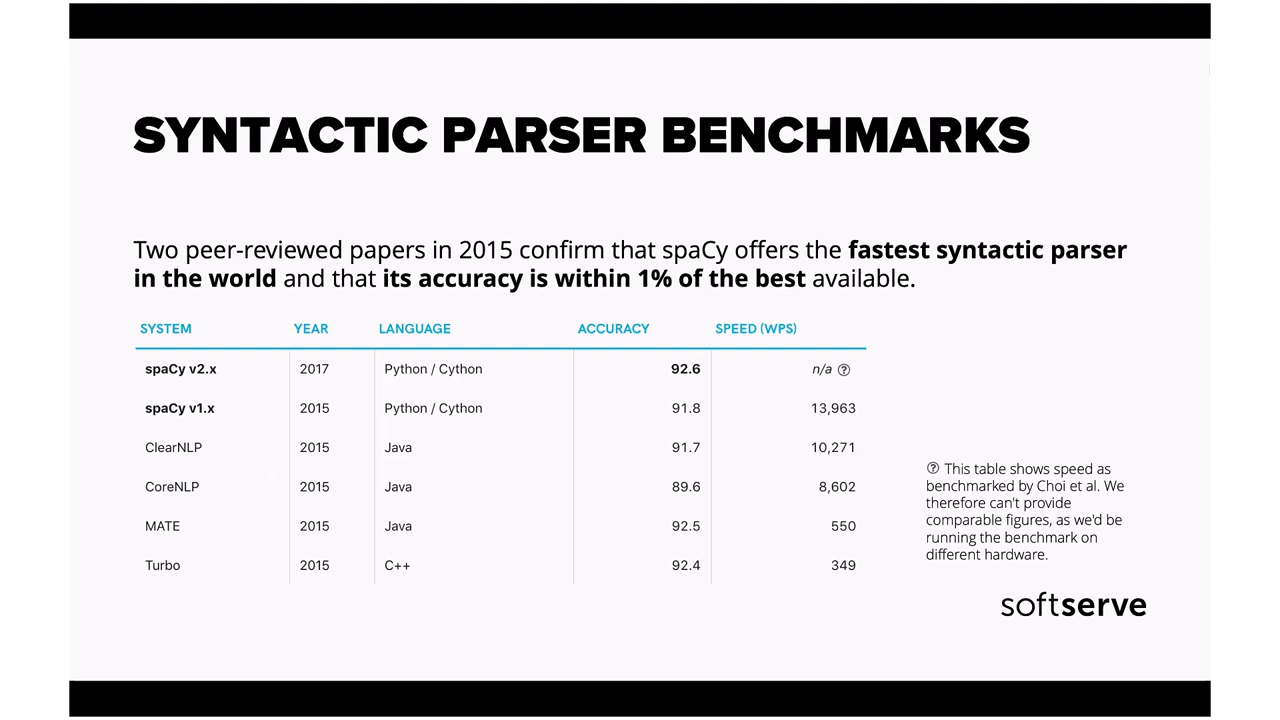 SYNTACTIC PARSER BENCHMARKS
Two peer-reviewed papers in 2015 confirm that spaCy offers the fastest syntactic parser
in the world and that its accuracy is within 1% of the best available.
SYSTEM YEAR LANGUAGE ACCURACY SPEED (WPS)
spaCy v2.x 2017 Python / Cython 92.6 n/a ?
spaCy v1.x 2015 Python / Cython 91.8 13,963
ClearNLP 2015 Java 91.7 10,271
CoreNLP 2015 Java 89.6 8,602
MATE 2015 Java 92.5 550
Turbo 2015 C++ 92.4 349
? This table shows speed as
benchmarked by Choi et al. We
therefore can't provide
comparable figures, as we'd be
running the benchmark on
different hardware.
softserve